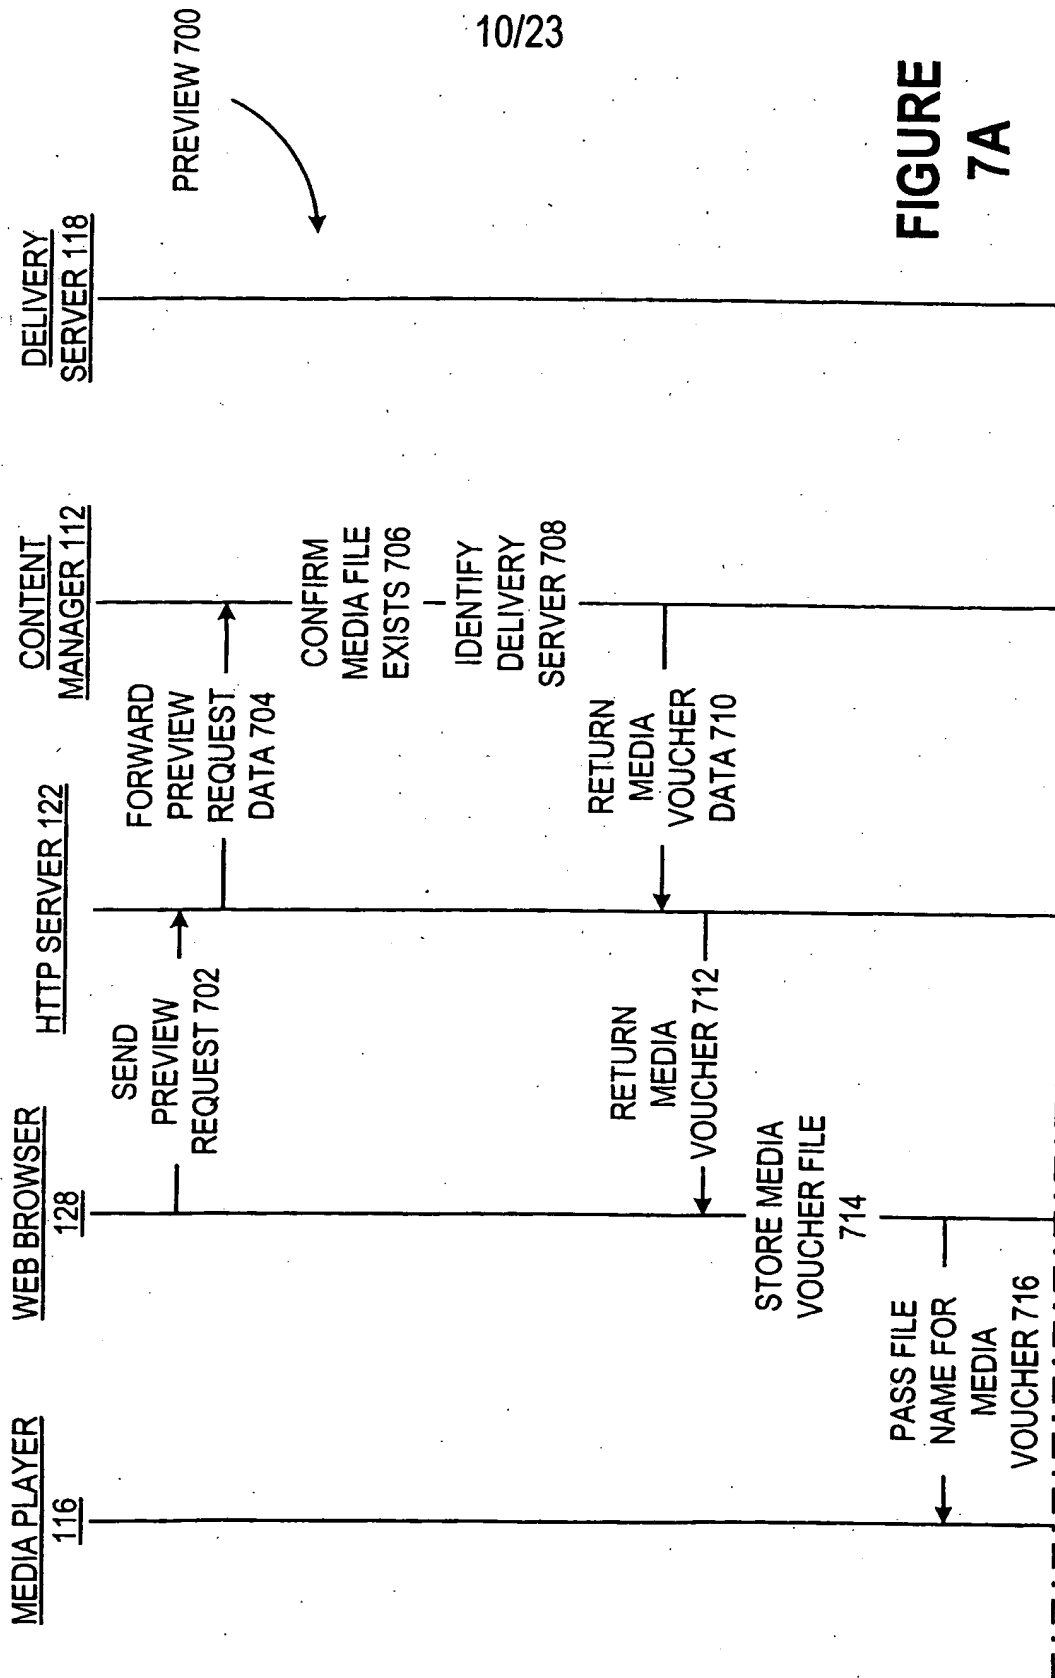 10/23
MEDIA PLAYER
116
WEB BROWSER
128
HTTP SERVER 122
CONTENT
MANAGER 112
DELIVERY
SERVER 118
PREVIEW 700
SEND
PREVIEW
REQUEST 702
FORWARD
PREVIEW
REQUEST
DATA 704
CONFIRM
MEDIA FILE
EXISTS 706
IDENTIFY
DELIVERY
SERVER 708
RETURN
MEDIA
VOUCHER
DATA 710
RETURN
MEDIA
VOUCHER 712
STORE MEDIA
VOUCHER FILE
714
PASS FILE
NAME FOR
MEDIA
VOUCHER 716
FIGURE
7A